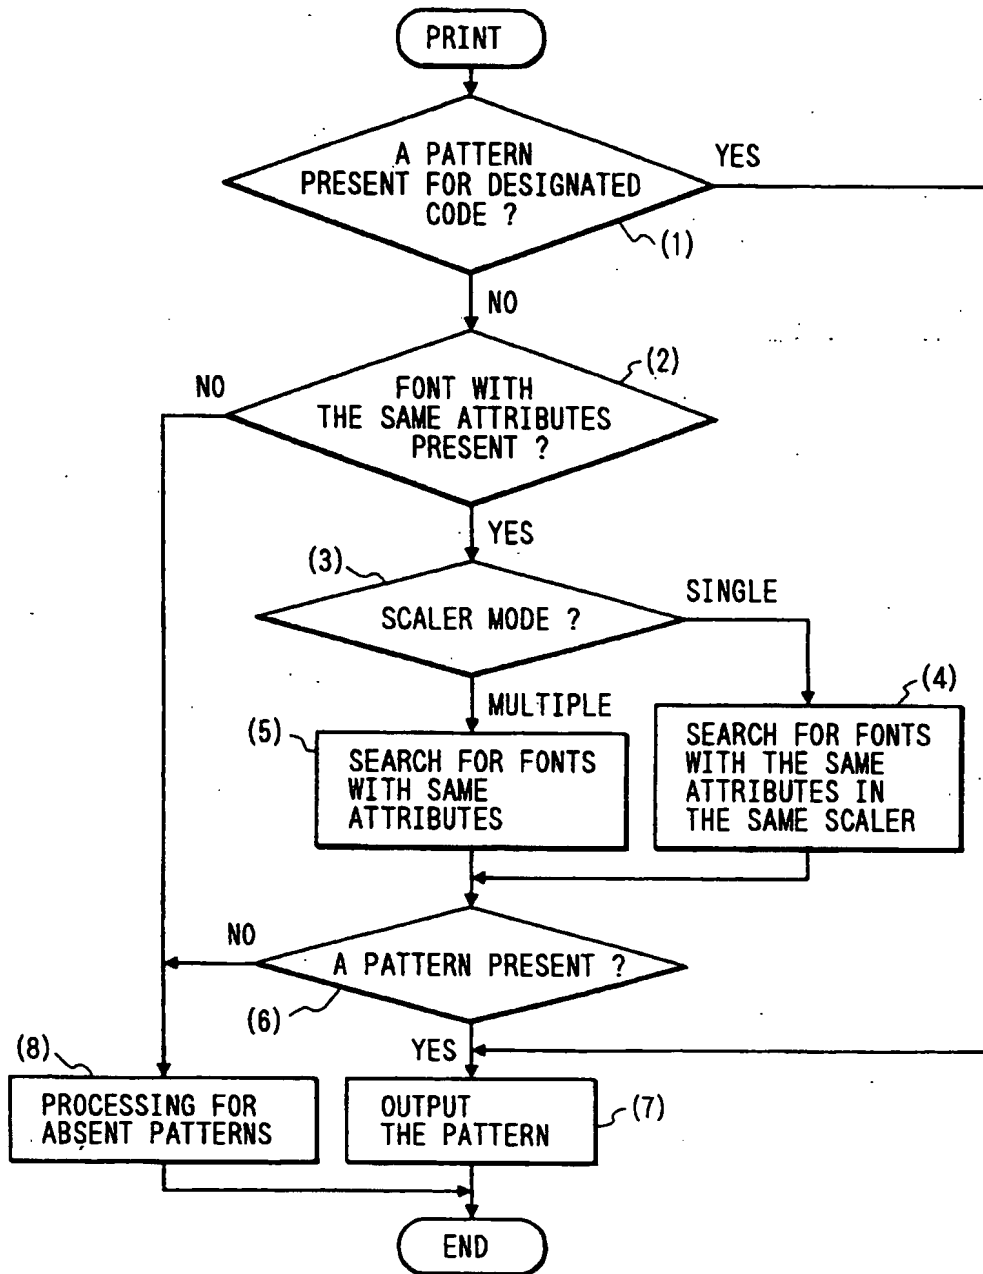 PRINT
A PATTERN
PRESENT FOR DESIGNATED
CODE ?
YES
(1)
NO
(2)
NO
FONT WITH
THE SAME ATTRIBUTES
PRESENT ?
YES
(3)
SCALER MODE ?
SINGLE
MULTIPLE
(4)
(5)
SEARCH FOR FONTS
WITH SAME
ATTRIBUTES
SEARCH FOR FONTS
WITH THE SAME
ATTRIBUTES IN
THE SAME SCALER
NO
A PATTERN PRESENT ?
(6)
YES
(8)
PROCESSING FOR
ABSENT PATTERNS
OUTPUT
THE PATTERN
(7)
END